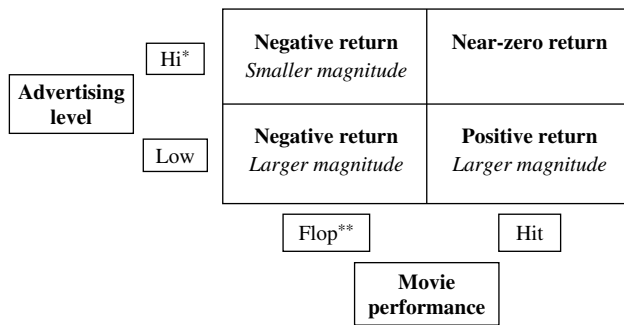 Negative return
Smaller magnitude
Near-zero return
Hi*
Advertising
level
Negative return
Larger magnitude
Positive return
Larger magnitude
Low
Flop**
Hit
Movie
performance